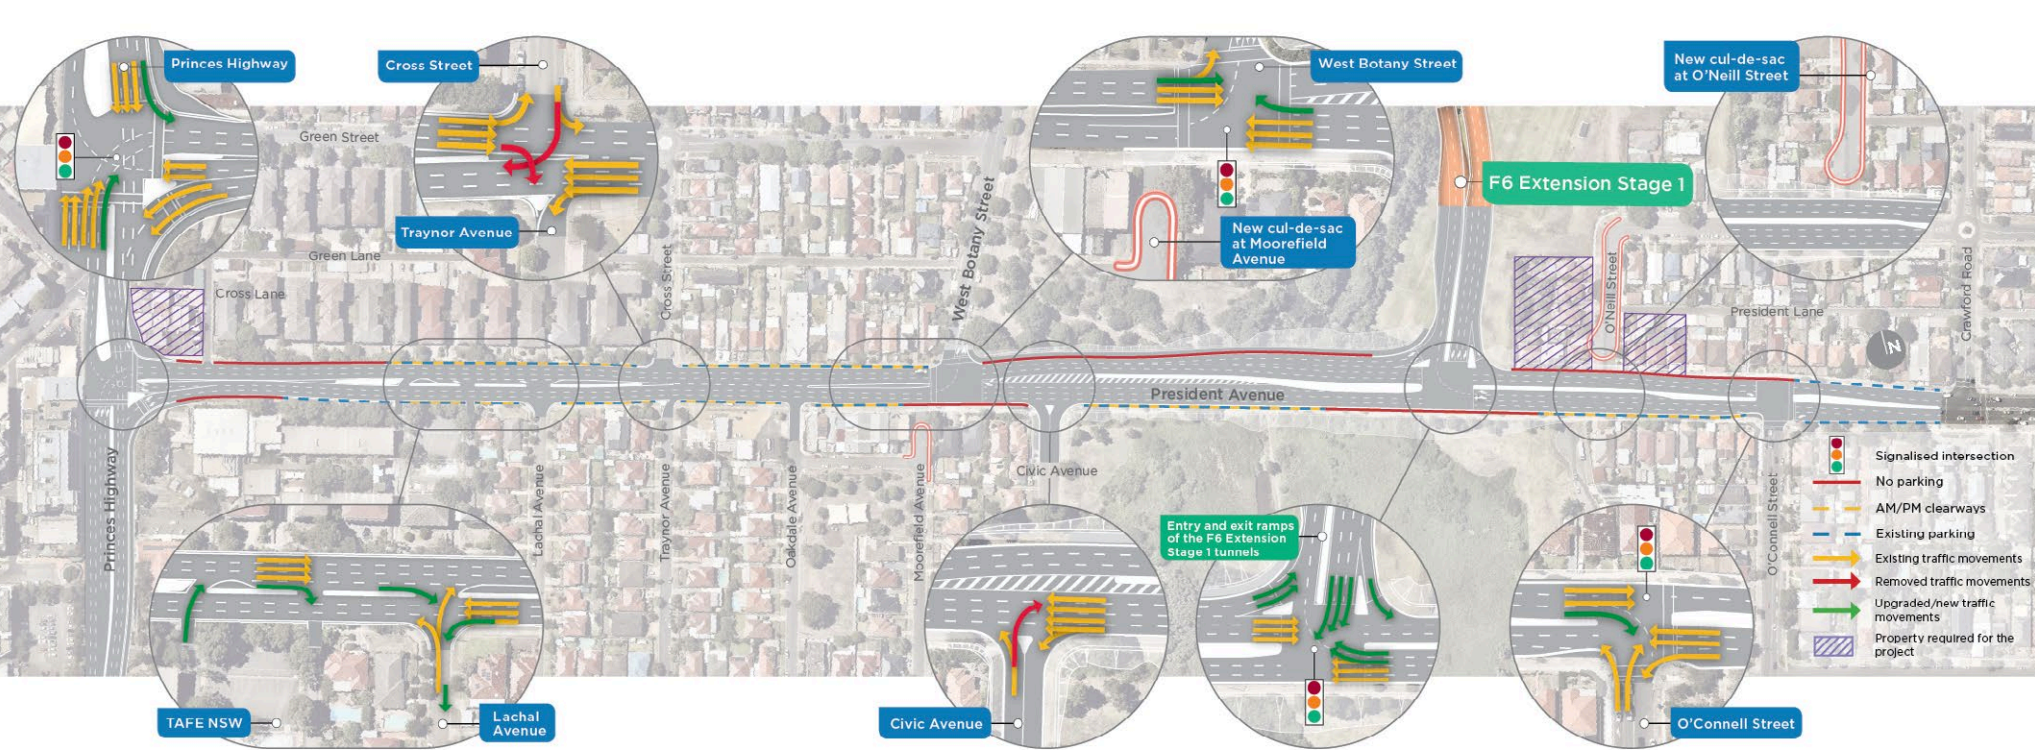 Princes Highway
Cross Street
Traynor Avenue
West Botany Street
New cul-de-sac
at Moorefield
Avenue
F6 Extension Stage 1
New cul-de-sac
at O'Neill Street
Green Street
Green Lane
Cross Lane
Cross Street
West Botany Street
O'Neill Street
President Lane
Crawford Road
N
President Avenue
Princes Highway
Lachal Avenue
Traynor Avenue
Oakdale Avenue
Moorefield Avenue
Civic Avenue
O'Connell Street
TAFE NSW
Lachal
Avenue
Civic Avenue
Entry and exit ramps
of the F6 Extension
Stage 1 tunnels
O'Connell Street
Signalised intersection
No parking
AM/PM clearways
Existing parking
Existing traffic movements
Removed traffic movements
Upgraded/new traffic
movements
Property required for the
project